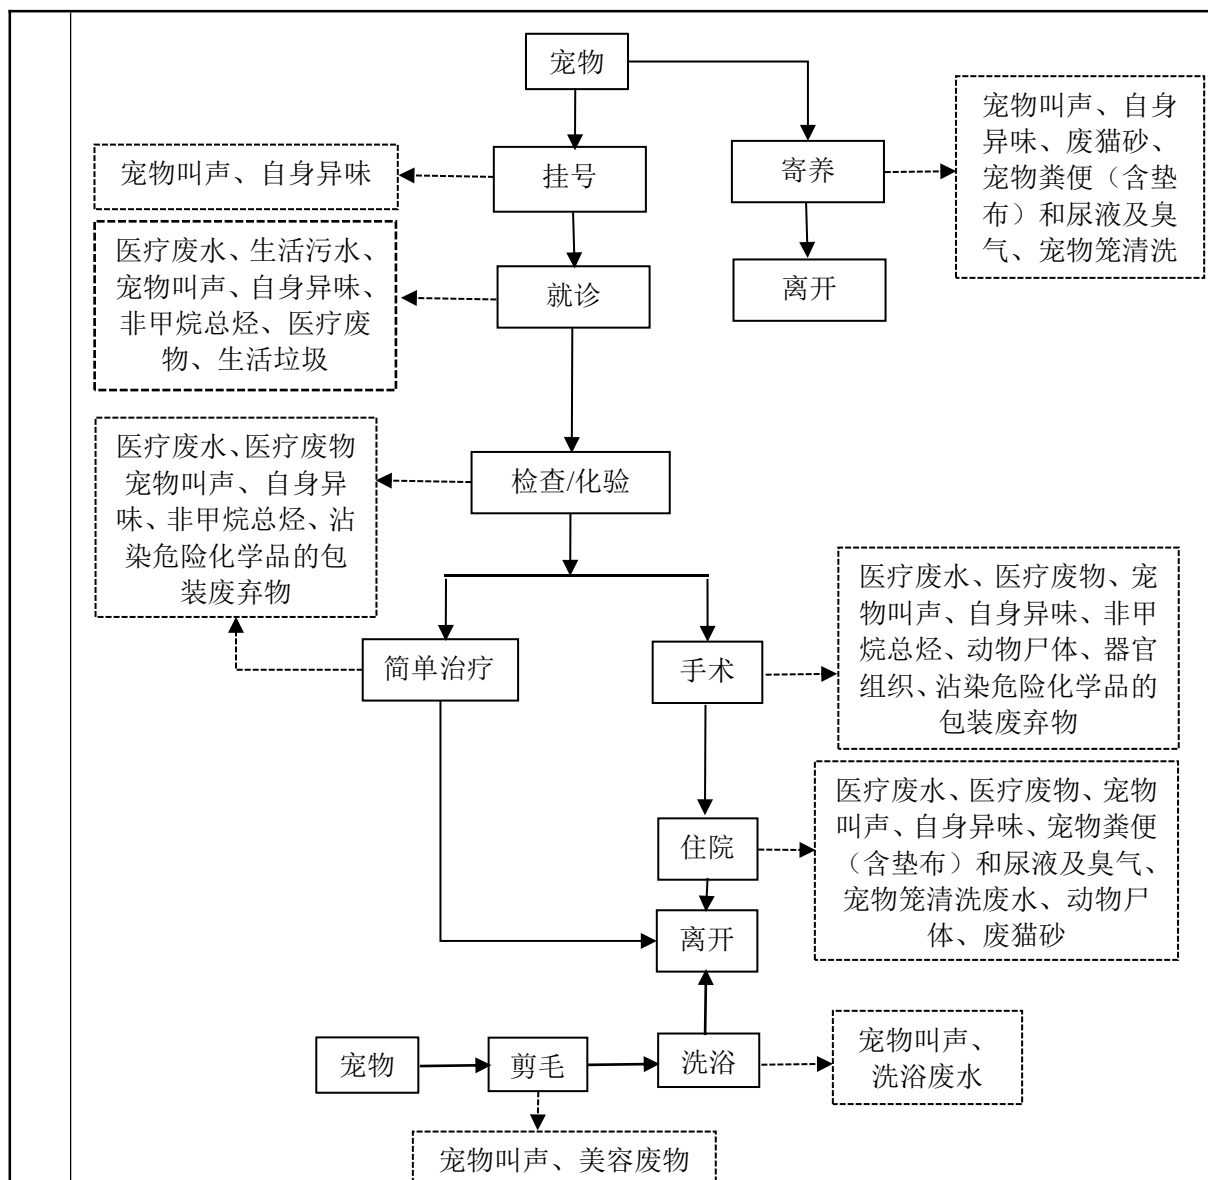 宠物
宠物叫声、自身
异味、废猫砂、
宠物粪便（含垫
布）和尿液及臭
气、宠物笼清洗
宠物叫声、自身异味
挂号
寄养
医疗废水、生活污水、
宠物叫声、自身异味、
非甲烷总烃、医疗废
物、生活垃圾
就诊
离开
医疗废水、医疗废物
宠物叫声、自身异
味、非甲烷总烃、沾
染危险化学品的包
装废弃物
检查/化验
医疗废水、医疗废物、宠
物叫声、自身异味、非甲
烷总烃、动物尸体、器官
组织、沾染危险化学品的
包装废弃物
简单治疗
手术
医疗废水、医疗废物、宠物
叫声、自身异味、宠物粪便
（含垫布）和尿液及臭气、
宠物笼清洗废水、动物尸
体、废猫砂
住院
离开
宠物
剪毛
洗浴
宠物叫声、
洗浴废水
宠物叫声、美容废物